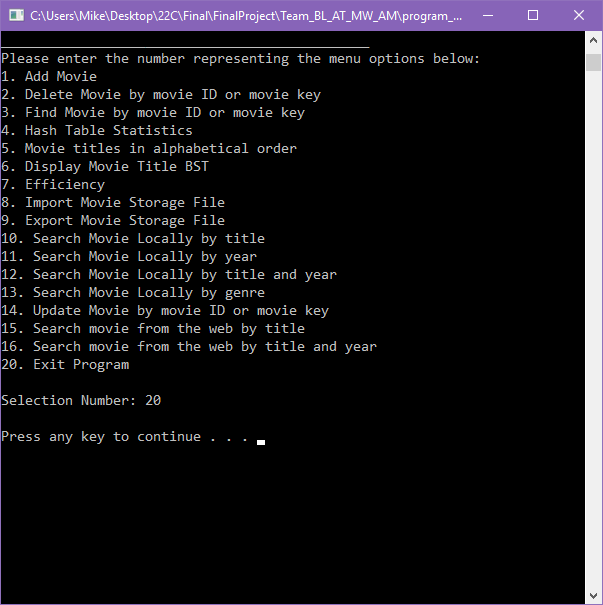 C:\Users\Mike\Desktop\22C\Final\FinalProject\Team_BL_AT_MW_AM\program_...
Please enter the number representing the menu options below:
1. Add Movie
2. Delete Movie by movie ID or movie key
3. Find Movie by movie ID or movie key
4. Hash Table Statistics
5. Movie titles in alphabetical order
6. Display Movie Title BST
7. Efficiency
8. Import Movie Storage File
9. Export Movie Storage File
10. Search Movie Locally by title
11. Search Movie Locally by year
12. Search Movie Locally by title and year
13. Search Movie Locally by genre
14. Update Movie by movie ID or movie key
15. Search movie from the web by title
16. Search movie from the web by title and year
20. Exit Program
Selection Number: 20
Press any key to continue . . .